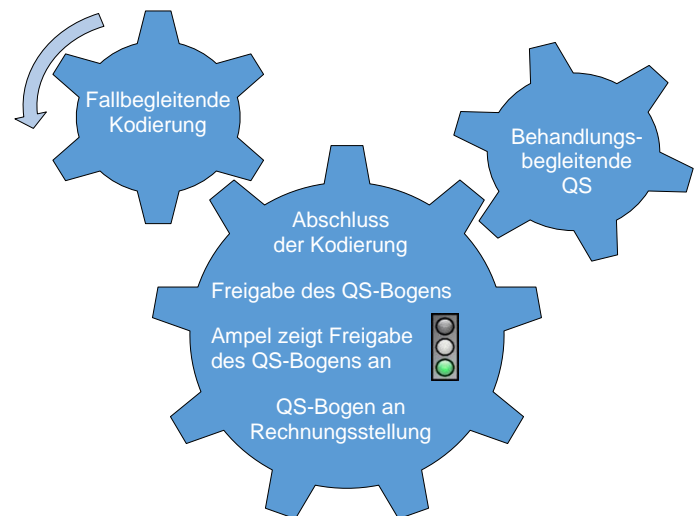 Fallbegleitende
Kodierung
Behandlungs-
begleitende
QS
Abschluss
der Kodierung
Freigabe des QS-Bogens
Ampel zeigt Freigabe
des QS-Bogens an
QS-Bogen an
Rechnungsstellung